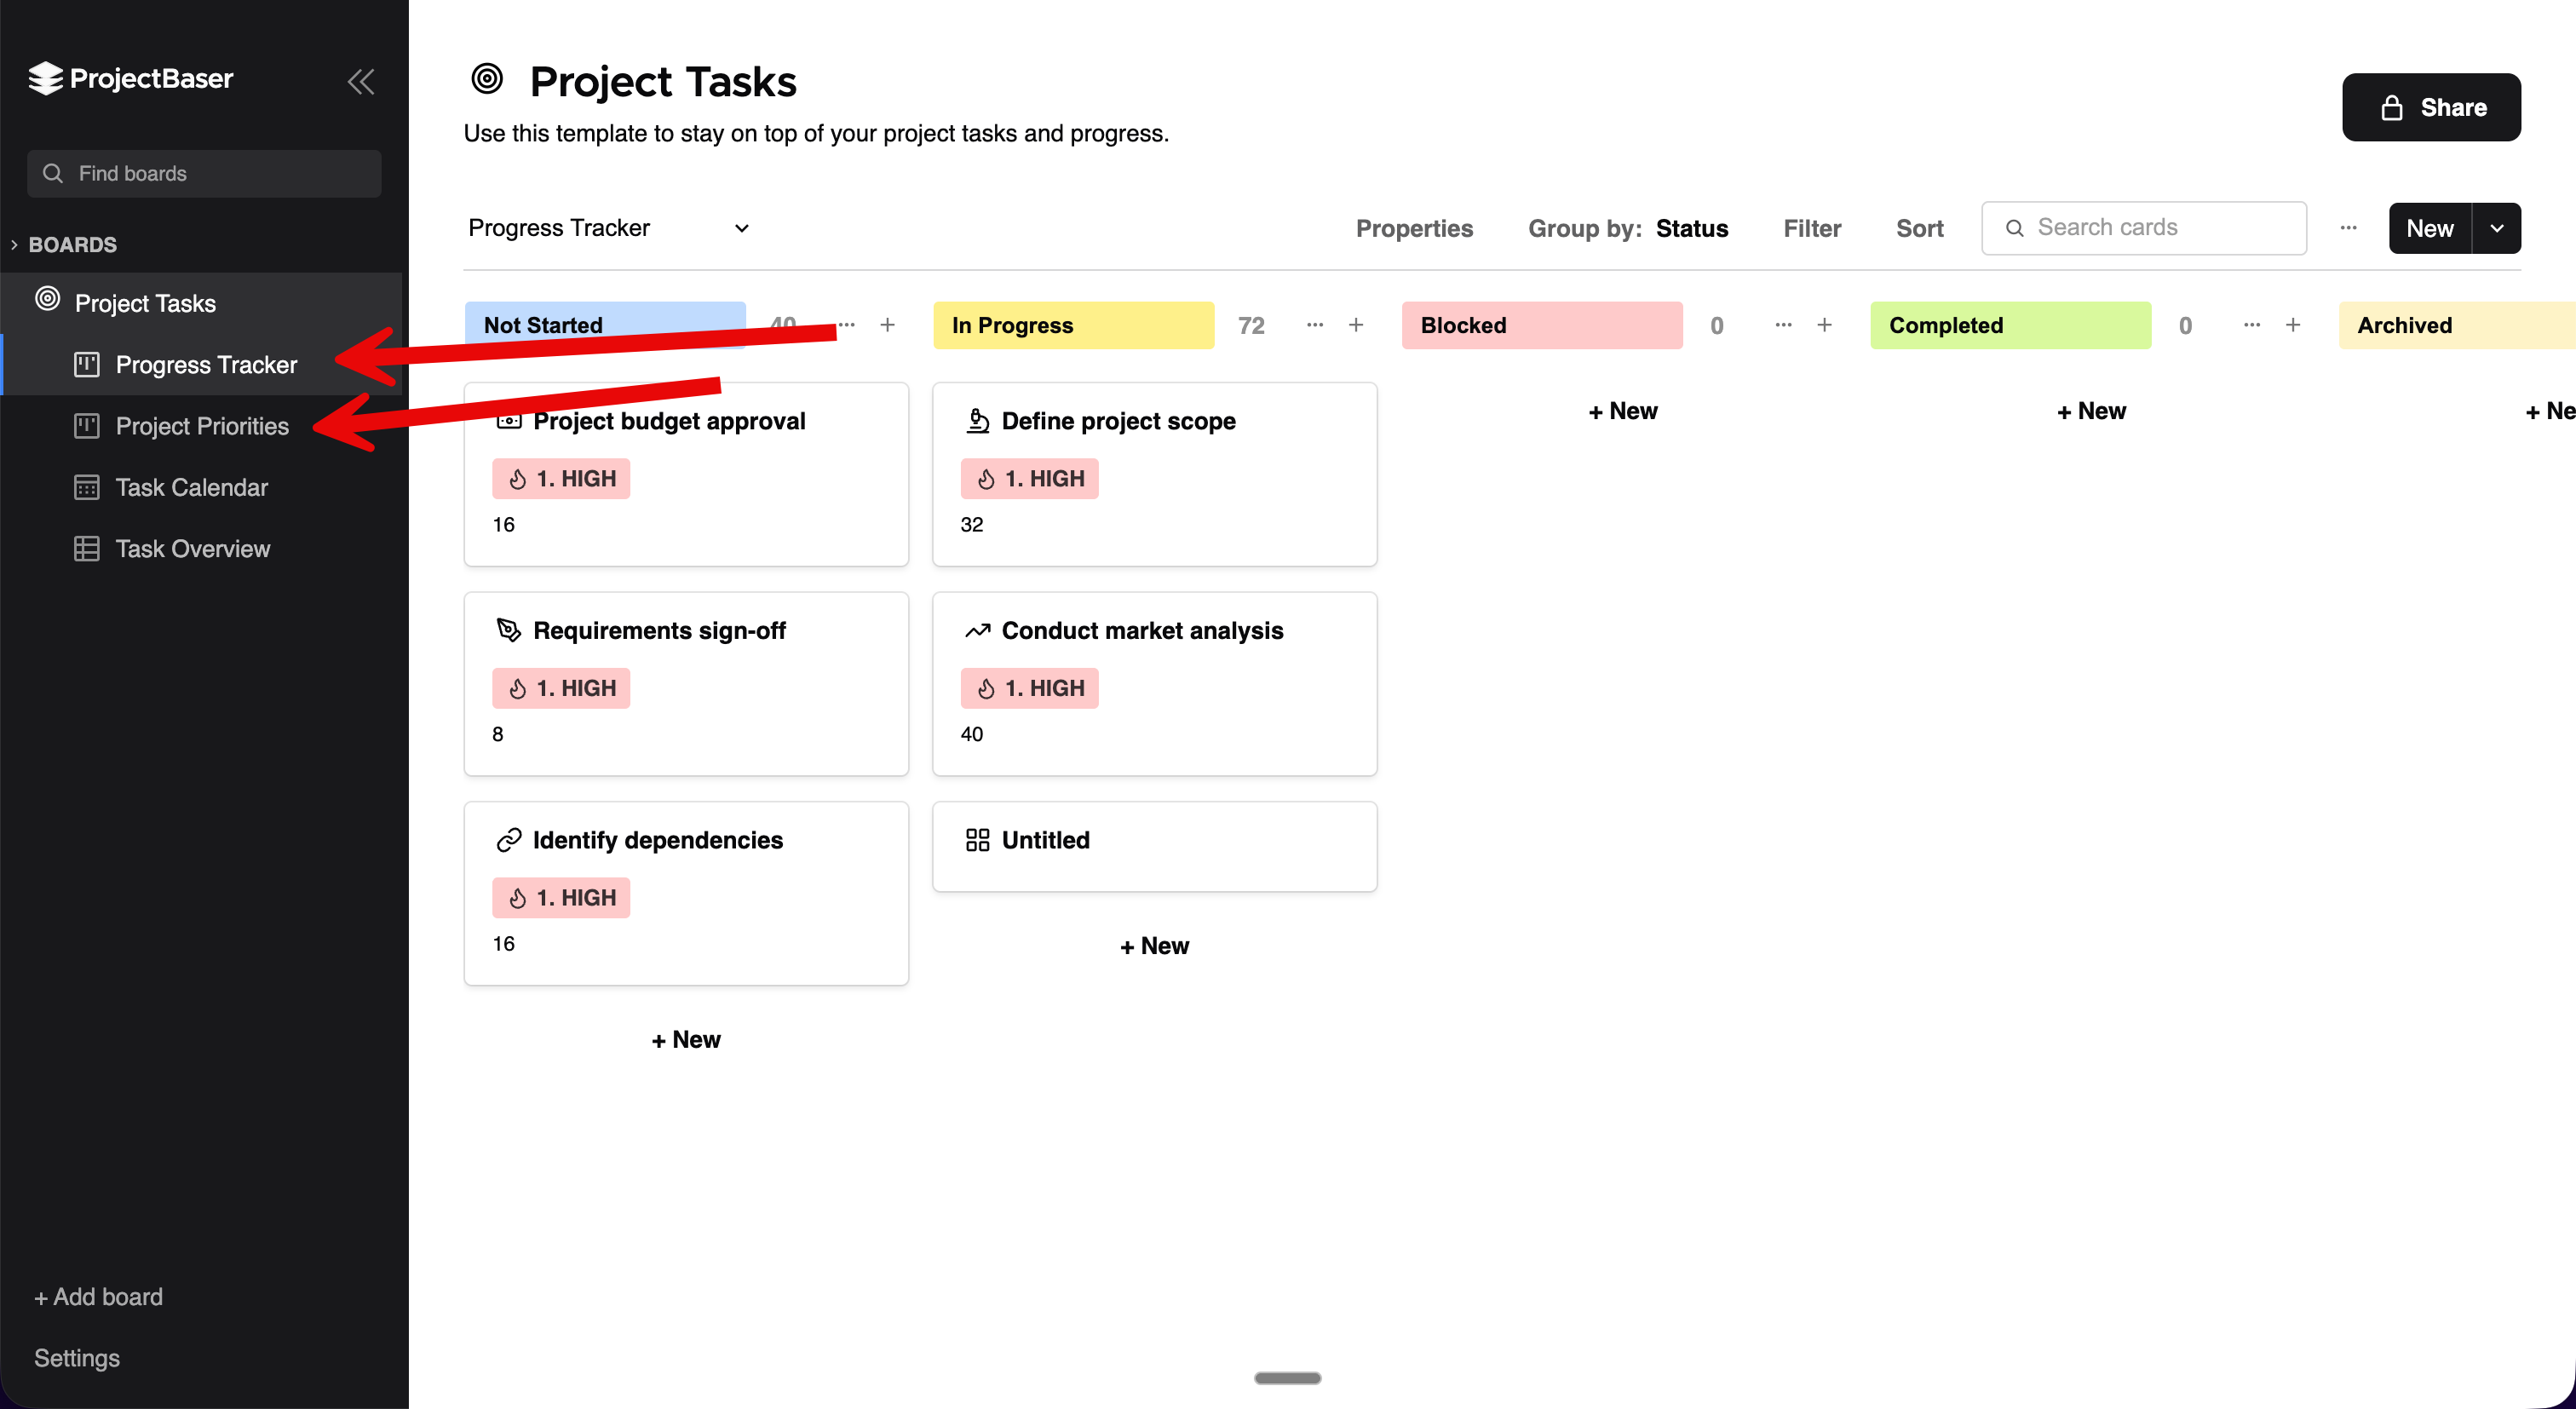 ProjectBaser
Find boards
BOARDS
Project Tasks
Progress Tracker
Project Priorities
Task Calendar
Task Overview
+ Add board
Settings
Project Tasks
Use this template to stay on top of your project tasks and progress.
Share
Progress Tracker
Properties
Group by: Status
Filter
Sort
Search cards
New
Not Started 40
Project budget approval
1. HIGH
16
Requirements sign-off
1. HIGH
8
Identify dependencies
1. HIGH
16
+ New
In Progress 72
Define project scope
1. HIGH
32
Conduct market analysis
1. HIGH
40
Untitled
+ New
Blocked 0
+ New
Completed 0
+ New
Archived
+ Ne